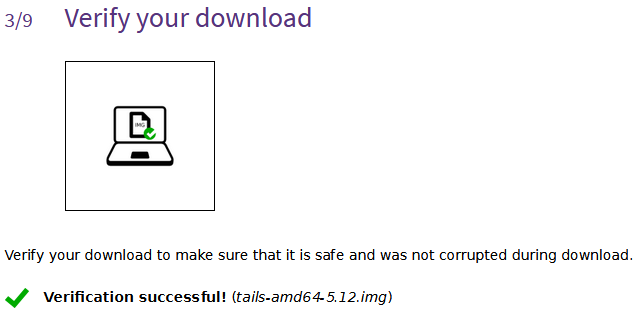 3/9 Verify your download
IMG
Verify your download to make sure that it is safe and was not corrupted during download.
Verification successful! (tails-amd64-5.12.img)